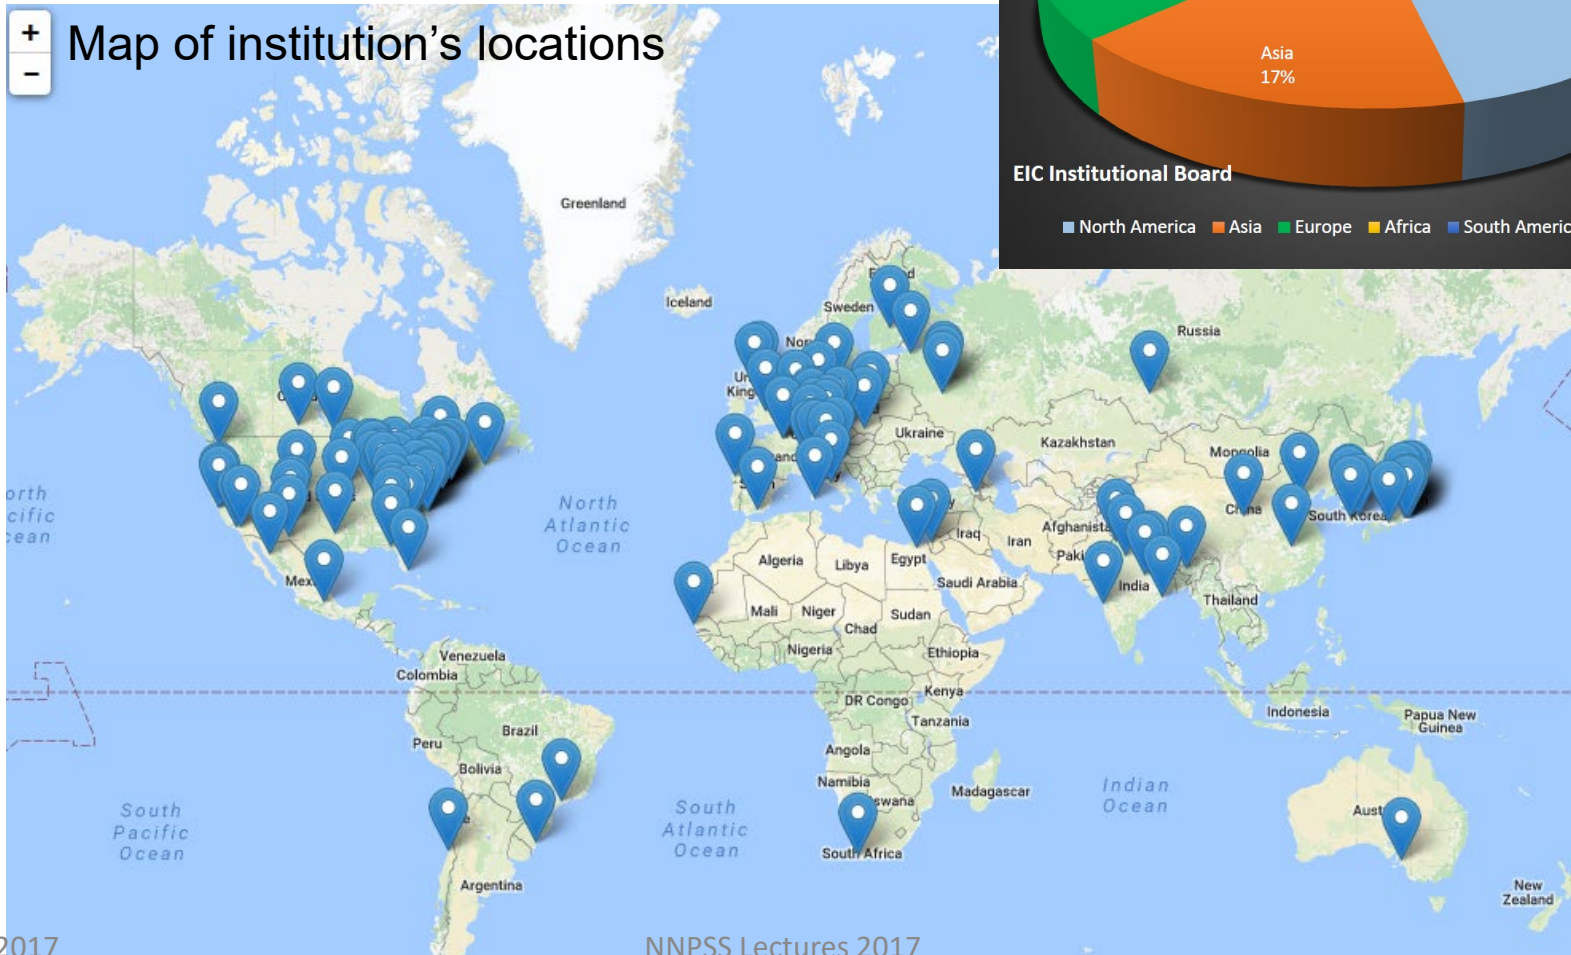 +
−
Map of institution’s locations
Asia
17%
EIC Institutional Board
North America
Asia
Europe
Africa
Greenland
Iceland
Sweden
Russia
Ukraine
Kazakhstan
Mongolia
South Korea
Iraq
Iran
Algeria
Libya
Egypt
Saudi Arabia
India
Thailand
Mali
Niger
Sudan
Chad
Nigeria
Ethiopia
North
Atlantic
Ocean
Venezuela
Colombia
DR Congo
Kenya
Tanzania
Indonesia
Papua New
Guinea
Brazil
Peru
Angola
Bolivia
Namibia
Madagascar
Indian
Ocean
South
Pacific
Ocean
South
Atlantic
Ocean
South Africa
Argentina
New
Zealand
2017
NNPSS Lectures 2017